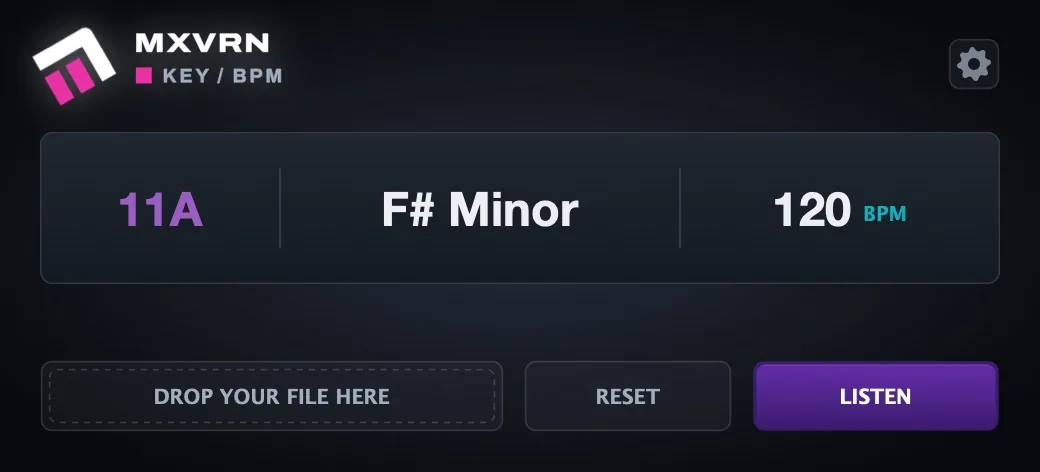 MXVRN
KEY / BPM
11A
F# Minor
120 BPM
DROP YOUR FILE HERE
RESET
LISTEN